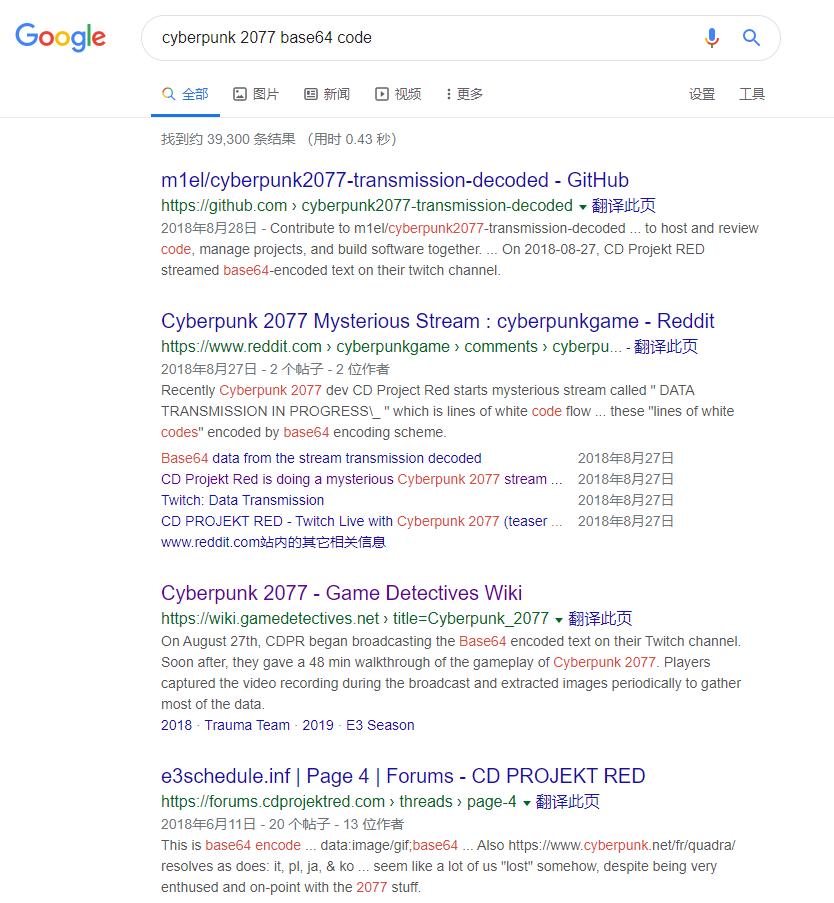 Google
cyberpunk 2077 base64 code
全部 图片 新闻 视频 更多 设置 工具
找到约 39,300 条结果 （用时 0.43 秒）
m1el/cyberpunk2077-transmission-decoded - GitHub
https://github.com › cyberpunk2077-transmission-decoded 翻译此页
2018年8月28日 - Contribute to m1el/cyberpunk2077-transmission-decoded ... to host and review
code, manage projects, and build software together. ... On 2018-08-27, CD Projekt RED
streamed base64-encoded text on their twitch channel.
Cyberpunk 2077 Mysterious Stream : cyberpunkgame - Reddit
https://www.reddit.com › cyberpunkgame › comments › cyberpu... - 翻译此页
2018年8月27日 - 2 个帖子 - 2 位作者
Recently Cyberpunk 2077 dev CD Project Red starts mysterious stream called " DATA
TRANSMISSION IN PROGRESS\_ " which is lines of white code flow ... these "lines of white
codes" encoded by base64 encoding scheme.
Base64 data from the stream transmission decoded 2018年8月27日
CD Projekt Red is doing a mysterious Cyberpunk 2077 stream ... 2018年8月27日
Twitch: Data Transmission 2018年8月27日
CD PROJEKT RED - Twitch Live with Cyberpunk 2077 (teaser ... 2018年8月27日
www.reddit.com站内的其它相关信息
Cyberpunk 2077 - Game Detectives Wiki
https://wiki.gamedetectives.net › title=Cyberpunk_2077 翻译此页
On August 27th, CDPR began broadcasting the Base64 encoded text on their Twitch channel.
Soon after, they gave a 48 min walkthrough of the gameplay of Cyberpunk 2077. Players
captured the video recording during the broadcast and extracted images periodically to gather
most of the data.
2018 · Trauma Team · 2019 · E3 Season
e3schedule.inf | Page 4 | Forums - CD PROJEKT RED
https://forums.cdprojektred.com › threads › page-4 翻译此页
2018年6月11日 - 20 个帖子 - 13 位作者
This is base64 encode ... data:image/gif;base64 ... Also https://www.cyberpunk.net/fr/quadra/
resolves as does: it, pl, ja, & ko ... seem like a lot of us "lost" somehow, despite being very
enthused and on-point with the 2077 stuff.